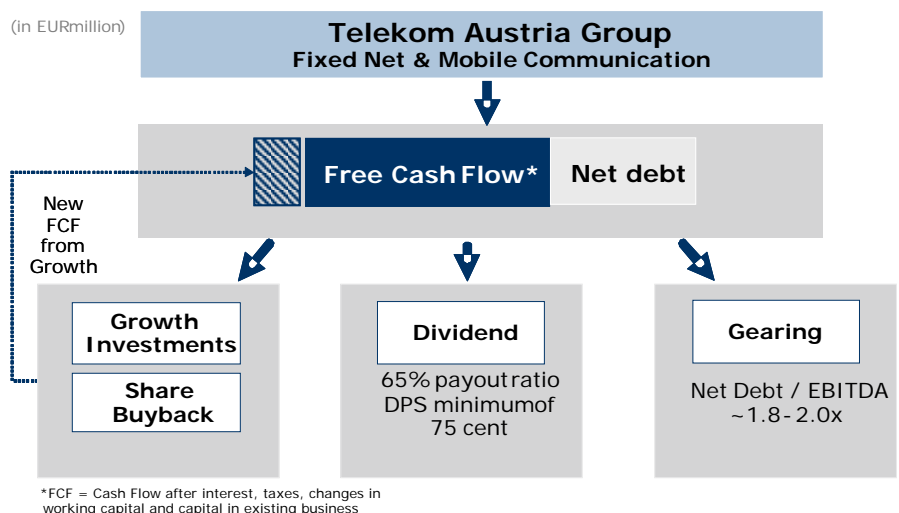 (in EURmillion)
Telekom Austria Group
Fixed Net & Mobile Communication
Free Cash Flow*
Net debt
New
FCF
from
Growth
Growth
Investments
Share
Buyback
Dividend
65% payout ratio
DPS minimumof
75 cent
Gearing
Net Debt / EBITDA
~1.8-2.0x
*FCF = Cash Flow after interest, taxes, changes in
working capital and capital in existing business